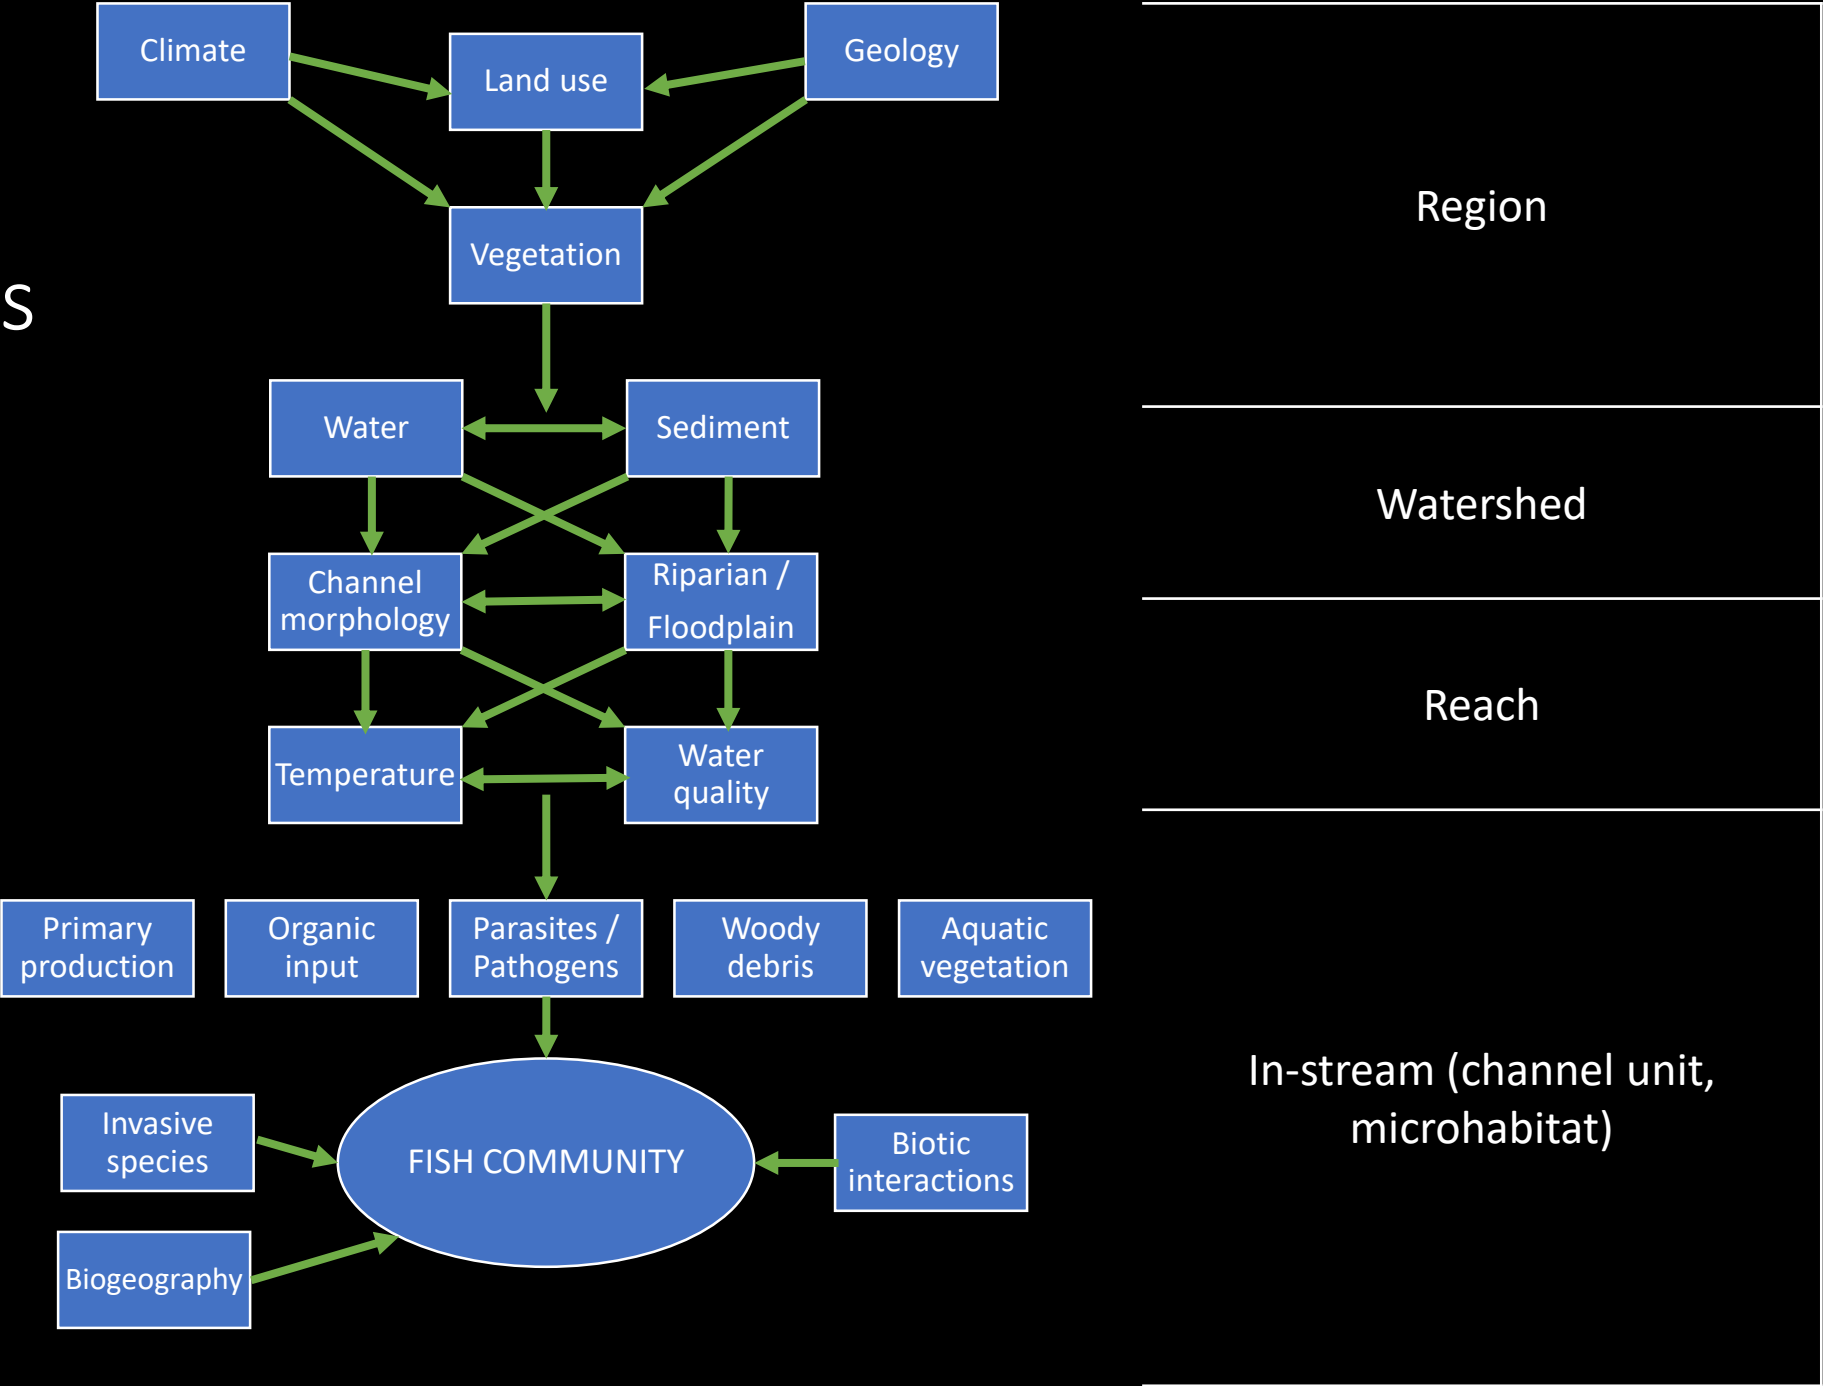 Climate
Land use
Geology
Vegetation
Region
S
Water
Sediment
Watershed
Channel
morphology
Riparian /
Floodplain
Reach
Temperature
Water
quality
Primary
production
Organic
input
Parasites /
Pathogens
Woody
debris
Aquatic
vegetation
In-stream (channel unit,
microhabitat)
Invasive
species
FISH COMMUNITY
Biotic
interactions
Biogeography